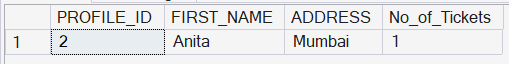 PROFILE_ID FIRST_NAME ADDRESS No_of_Tickets
1 2 Anita Mumbai 1